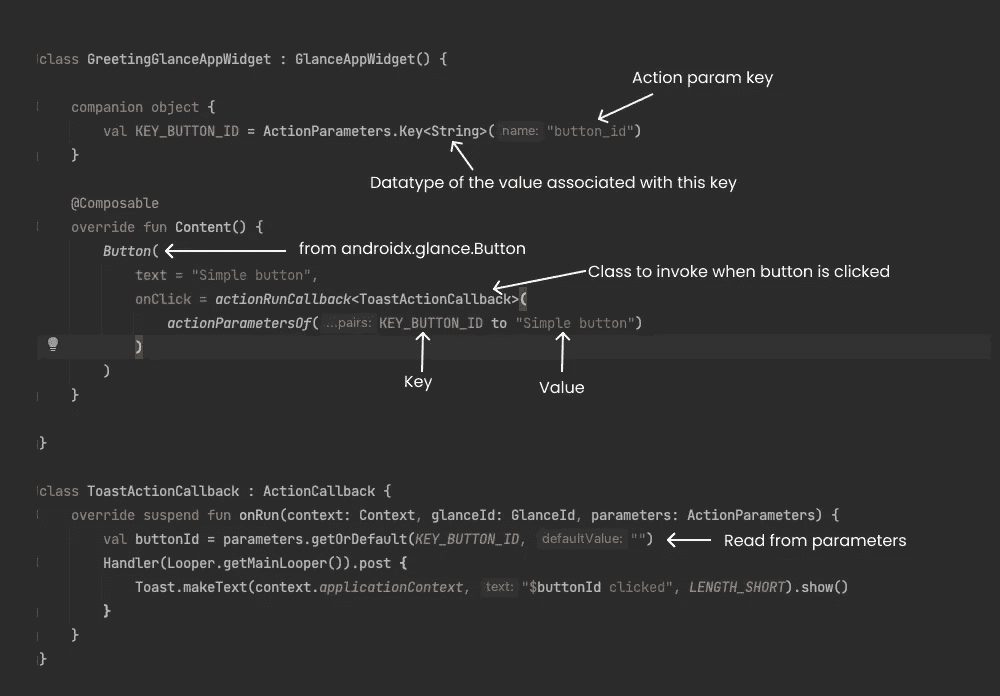 class GreetingGlanceAppWidget : GlanceAppWidget() {
Action param key
companion object {
val KEY_BUTTON_ID = ActionParameters.Key<String>( name: "button_id")
}
Datatype of the value associated with this key
@Composable
override fun Content() {
Button(
from androidx.glance.Button
text = "Simple button",
Class to invoke when button is clicked
onClick = actionRunCallback<ToastActionCallback>(
actionParametersOf( ...pairs: KEY_BUTTON_ID to "Simple button")
)
)
Key
Value
}
}
class ToastActionCallback : ActionCallback {
override suspend fun onRun(context: Context, glanceId: GlanceId, parameters: ActionParameters) {
val buttonId = parameters.getOrDefault(KEY_BUTTON_ID, defaultValue: "")
Read from parameters
Handler(Looper.getMainLooper()).post {
Toast.makeText(context.applicationContext, text: "$buttonId clicked", LENGTH_SHORT).show()
}
}
}